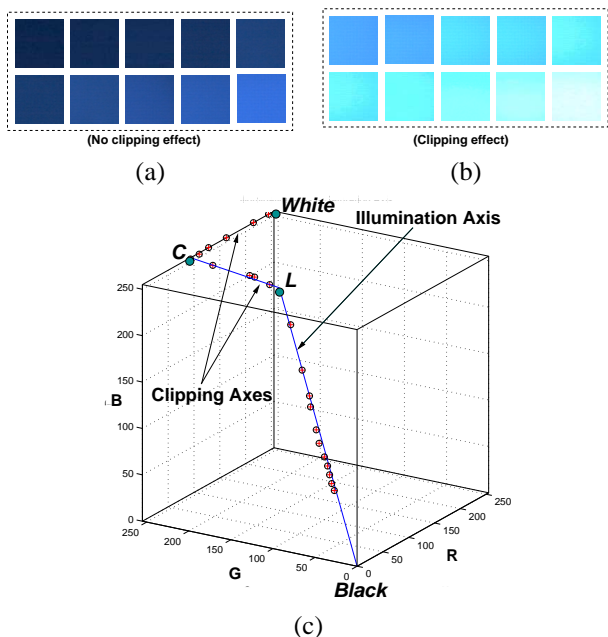 (No clipping effect)
(Clipping effect)
(a)
(b)
White
Illumination Axis
C
L
Clipping Axes
B
250
200
150
100
50
0
250
200
150
100
50
0
G
0
50
100
150
200
250
R
Black
(c)